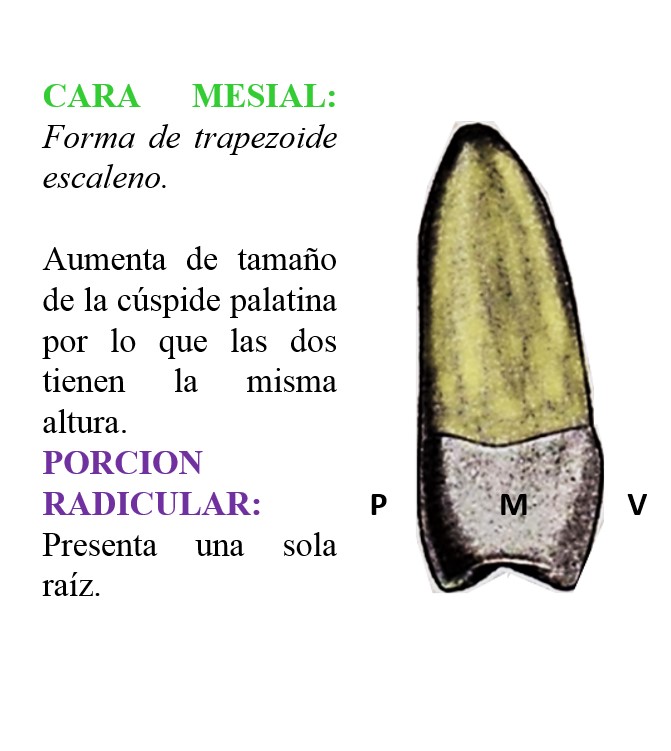 CARA MESIAL:
Forma de trapezoide
escaleno.
Aumenta de tamaño
de la cúspide palatina
por lo que las dos
tienen la misma
altura.
PORCION
RADICULAR:
Presenta una sola
raíz.
P M V